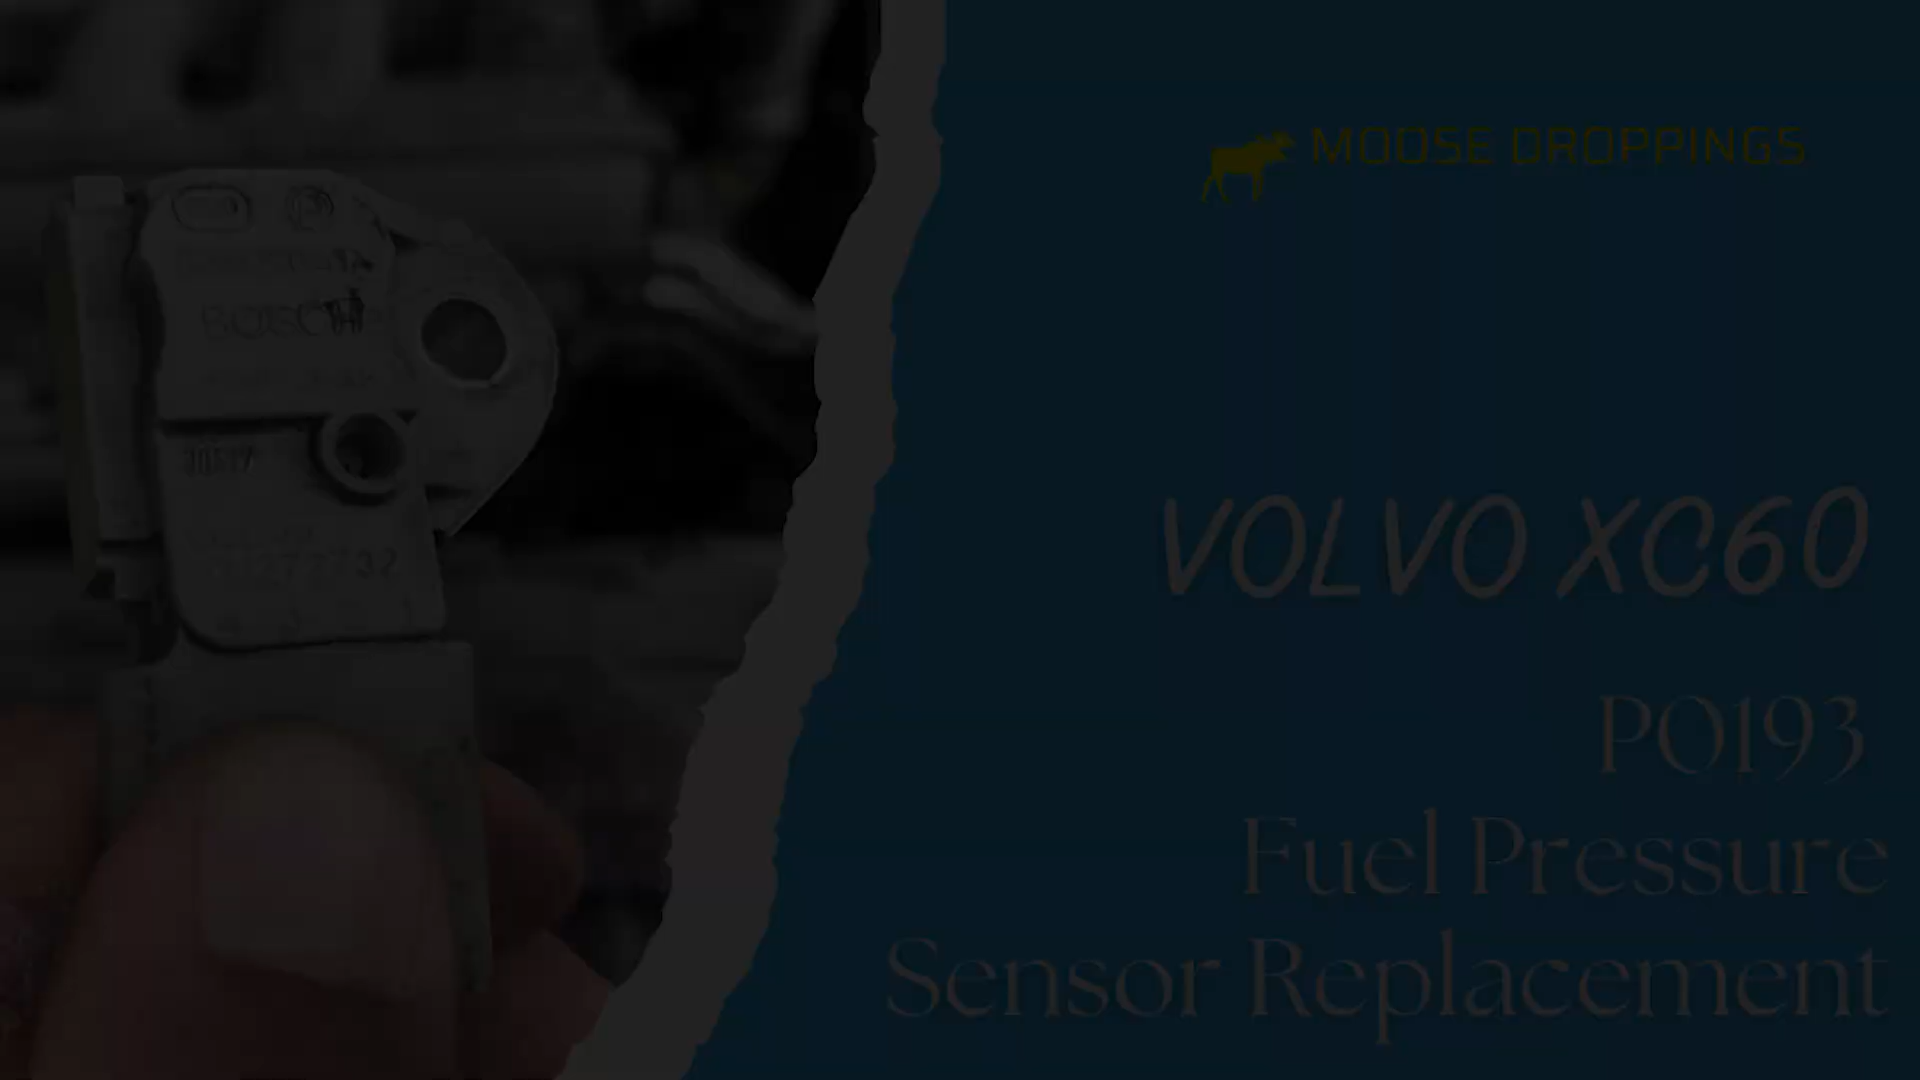 MOOSE DROPPINGS
BOSCH
VOLVO XC60
P0193
Fuel Pressure
Sensor Replacement